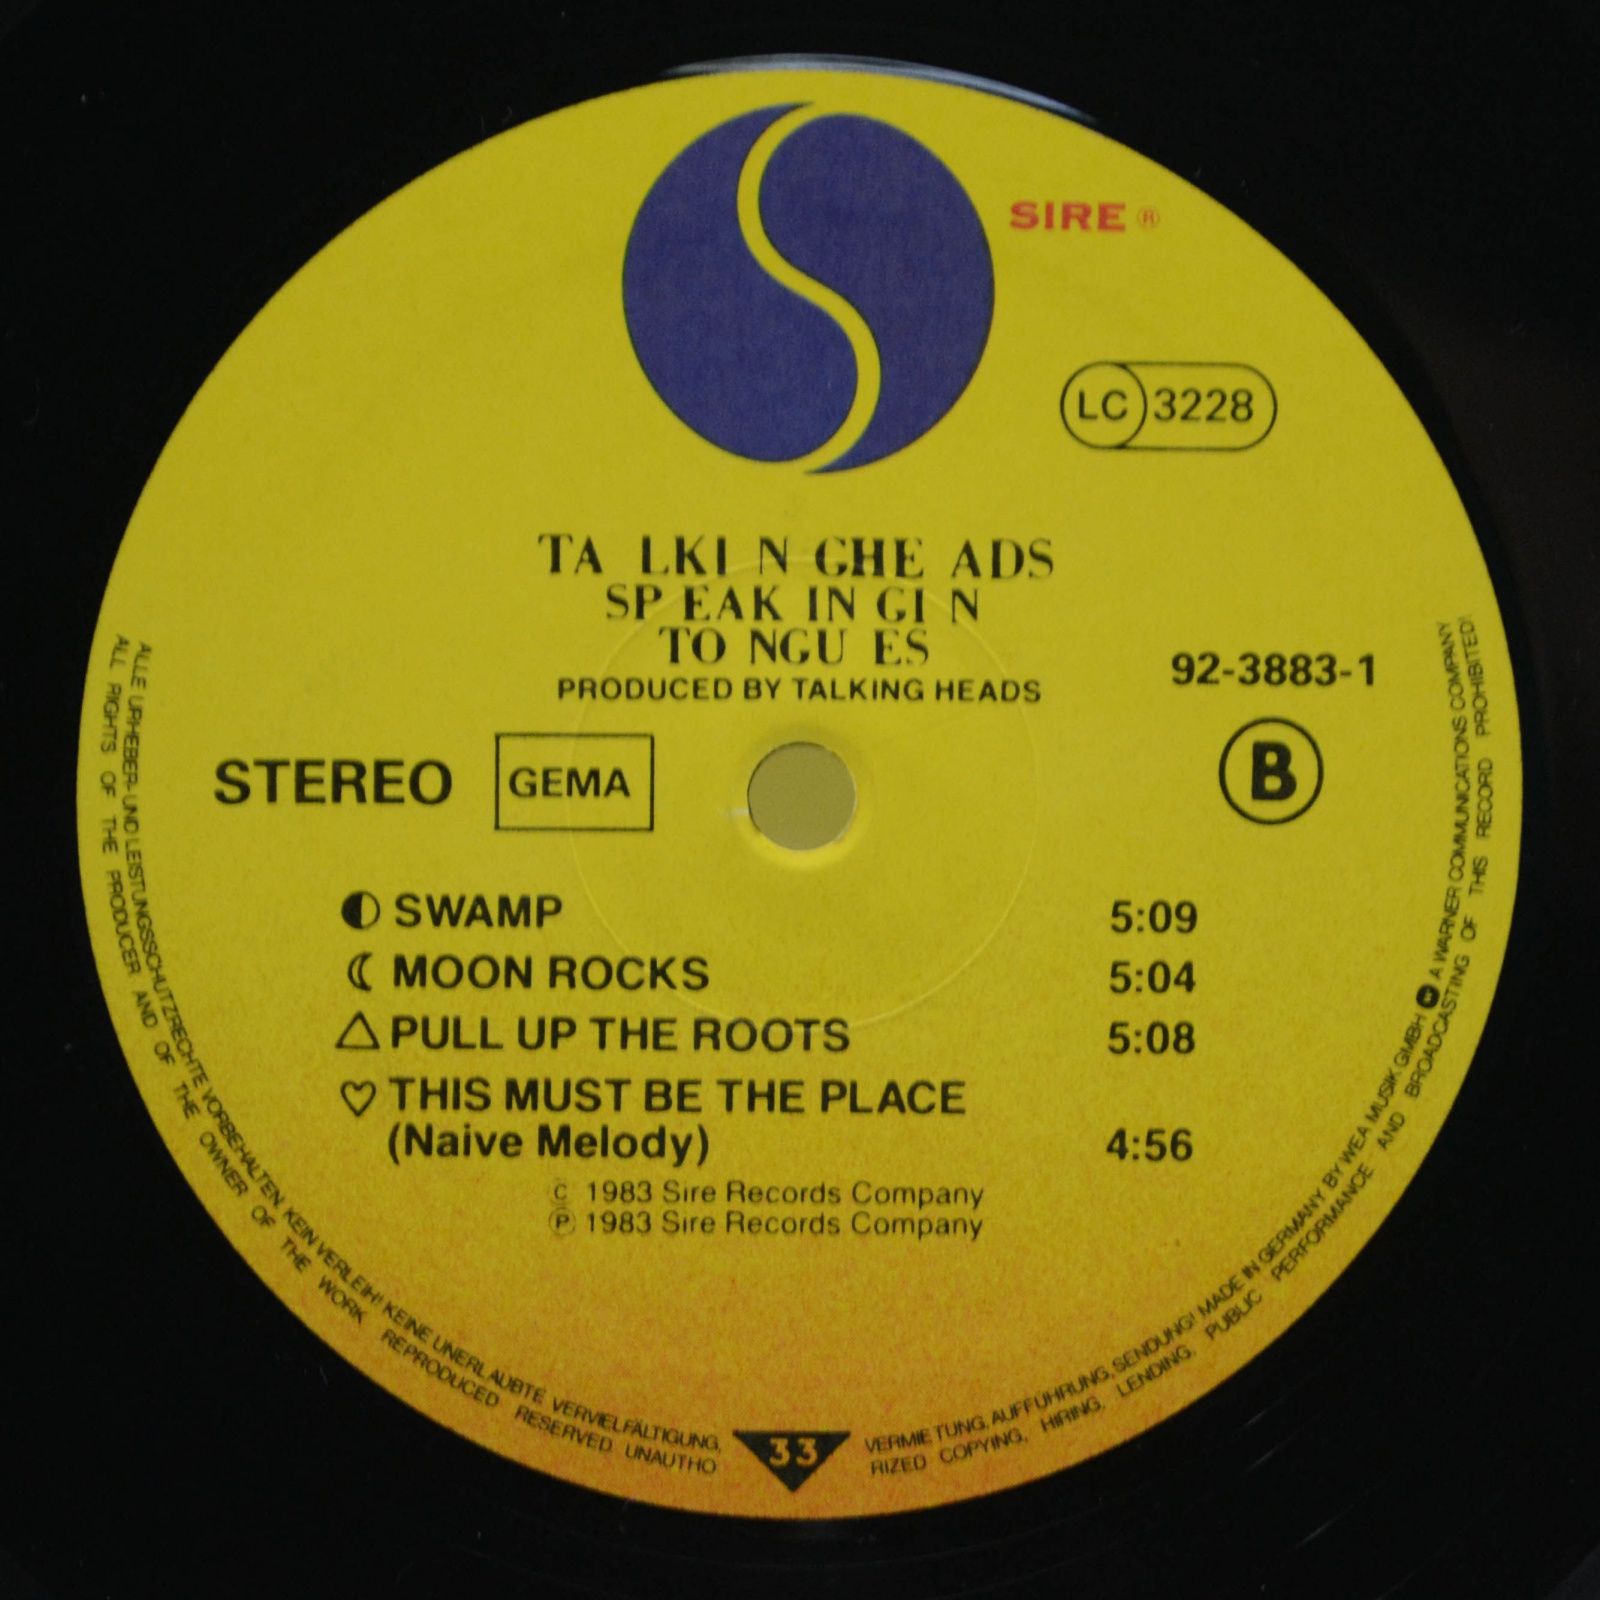 SIRE ®
LC 3228
TA LKI N GHE ADS
SP EAK IN GI N
TO NGU ES
PRODUCED BY TALKING HEADS
92-3883-1
STEREO GEMA B
SWAMP 5:09
MOON ROCKS 5:04
△ PULL UP THE ROOTS 5:08
♡ THIS MUST BE THE PLACE
(Naive Melody) 4:56
© 1983 Sire Records Company
℗ 1983 Sire Records Company
ALLE URHEBER- UND LEISTUNGSSCHUTZRECHTE VORBEHALTEN. KEIN VERLEIH! KEINE UNERLAUBTE VERVIELFÄLTIGUNG, VERMIETUNG, AUFFÜHRUNG, SENDUNG! MADE IN GERMANY BY WEA MUSIK GMBH A WARNER COMMUNICATIONS COMPANY
ALL RIGHTS OF THE PRODUCER AND OF THE OWNER OF THE WORK REPRODUCED RESERVED. UNAUTHO RIZED COPYING, HIRING, LENDING, PUBLIC PERFORMANCE AND BROADCASTING OF THIS RECORD PROHIBITED!
33